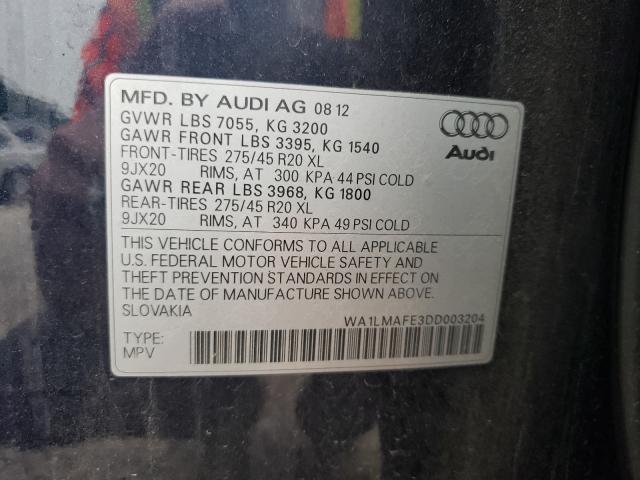 MFD. BY AUDI AG 08 12
GVWR LBS 7055, KG 3200
GAWR FRONT LBS 3395, KG 1540
FRONT-TIRES 275/45 R20 XL
9JX20 RIMS, AT 300 KPA 44 PSI COLD
GAWR REAR LBS 3968, KG 1800
REAR-TIRES 275/45 R20 XL
9JX20 RIMS, AT 340 KPA 49 PSI COLD
Audi
THIS VEHICLE CONFORMS TO ALL APPLICABLE
U.S. FEDERAL MOTOR VEHICLE SAFETY AND
THEFT PREVENTION STANDARDS IN EFFECT ON
THE DATE OF MANUFACTURE SHOWN ABOVE
SLOVAKIA
WA1LMAFE3DD003204
TYPE:
MPV